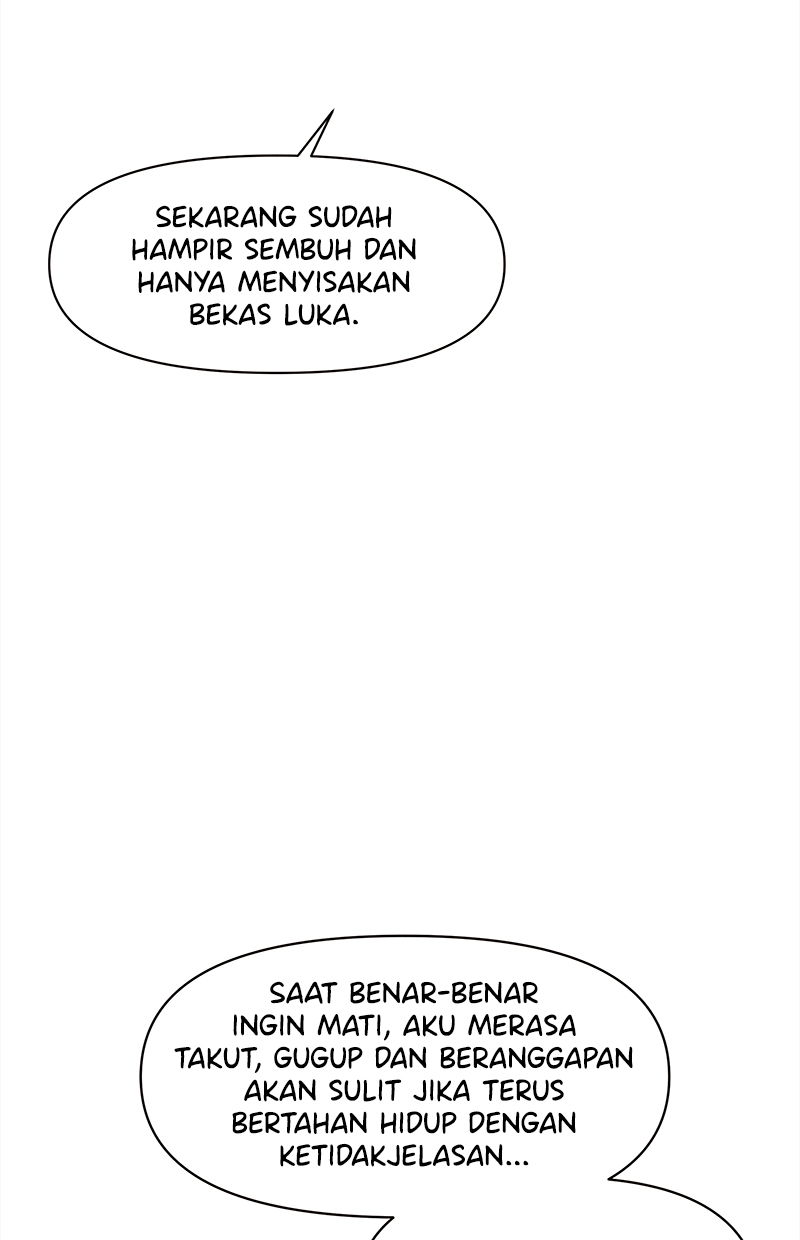 SEKARANG SUDAH
HAMPIR SEMBUH DAN
HANYA MENYISAKAN
BEKAS LUKA.
SAAT BENAR-BENAR
INGIN MATI, AKU MERASA
TAKUT, GUGUP DAN BERANGGAPAN
AKAN SULIT JIKA TERUS
BERTAHAN HIDUP DENGAN
KETIDAKJELASAN...